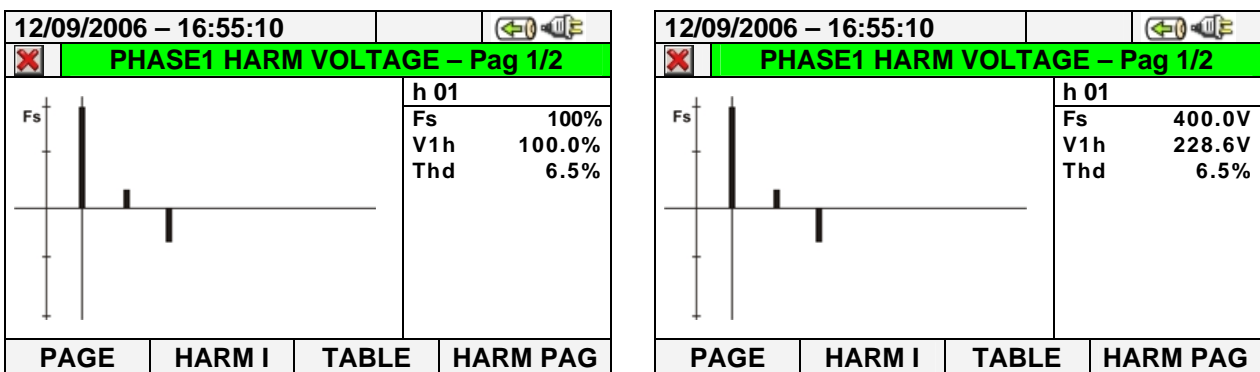 12/09/2006 – 16:55:10
PHASE1 HARM VOLTAGE – Pag 1/2
Fs
h 01
Fs 100%
V1h 100.0%
Thd 6.5%
PAGE HARM I TABLE HARM PAG
12/09/2006 – 16:55:10
PHASE1 HARM VOLTAGE – Pag 1/2
Fs
h 01
Fs 400.0V
V1h 228.6V
Thd 6.5%
PAGE HARM I TABLE HARM PAG